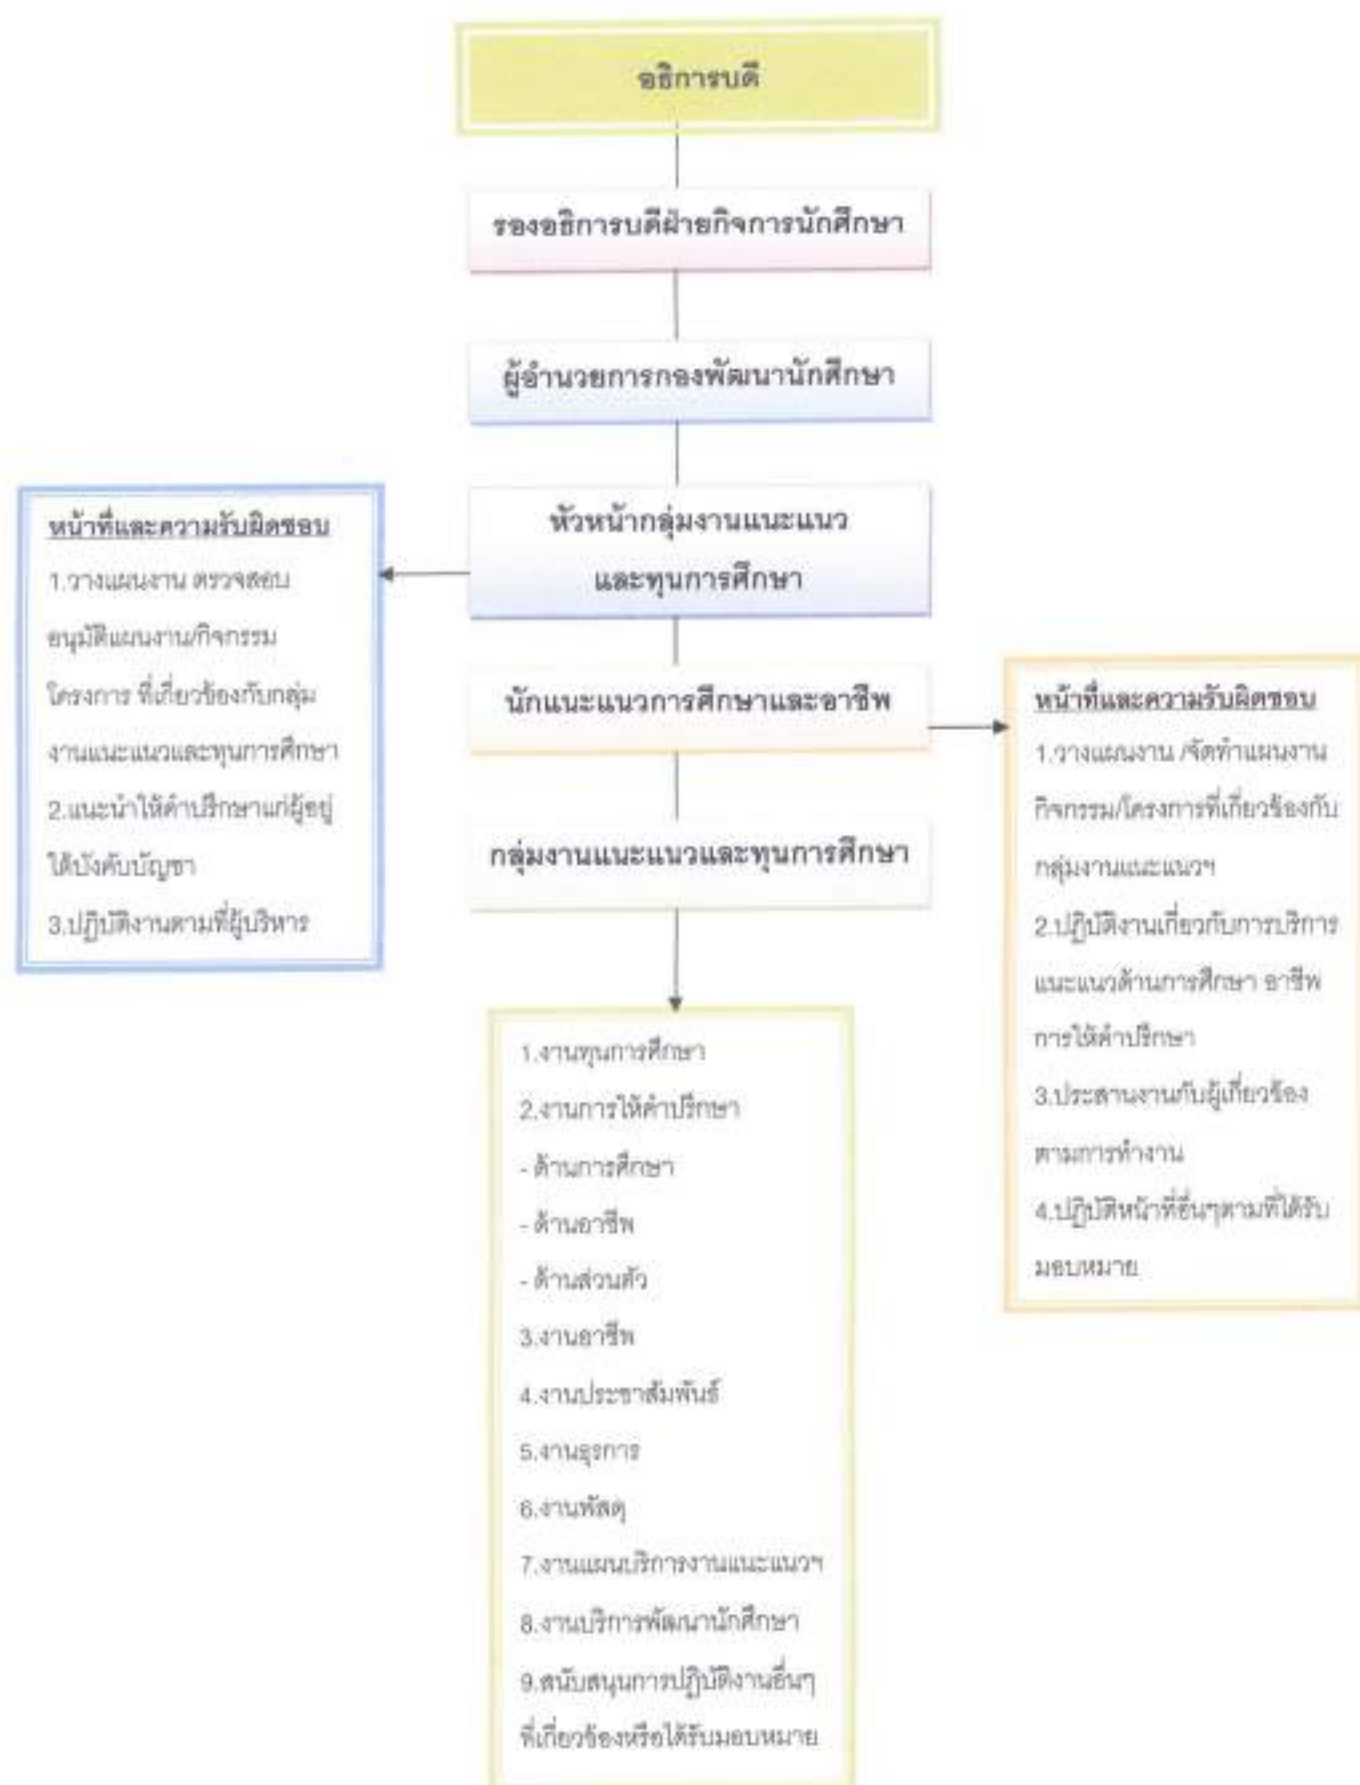 อธิการบดี
รองอธิการบดีฝ่ายกิจการนักศึกษา
ผู้อำนวยการกองพัฒนานักศึกษา
หัวหน้ากลุ่มงานแนะแนว
และทุนการศึกษา
หน้าที่และความรับผิดชอบ
1.วางแผนงาน ตรวจสอบ
อนุมัติแผนงาน/กิจกรรม
โครงการ ที่เกี่ยวข้องกับกลุ่ม
งานแนะแนวและทุนการศึกษา
2.แนะนำให้คำปรึกษาแก่ผู้อยู่
ใต้บังคับบัญชา
3.ปฏิบัติงานตามที่ผู้บริหาร
นักแนะแนวการศึกษาและอาชีพ
หน้าที่และความรับผิดชอบ
1.วางแผนงาน /จัดทำแผนงาน
กิจกรรม/โครงการที่เกี่ยวข้องกับ
กลุ่มงานแนะแนวฯ
2.ปฏิบัติงานเกี่ยวกับการบริการ
แนะแนวด้านการศึกษา อาชีพ
การให้คำปรึกษา
3.ประสานงานกับผู้เกี่ยวข้อง
ตามการทำงาน
4.ปฏิบัติหน้าที่อื่นๆตามที่ได้รับ
มอบหมาย
กลุ่มงานแนะแนวและทุนการศึกษา
1.งานทุนการศึกษา
2.งานการให้คำปรึกษา
- ด้านการศึกษา
- ด้านอาชีพ
- ด้านส่วนตัว
3.งานอาชีพ
4.งานประชาสัมพันธ์
5.งานธุรการ
6.งานพัสดุ
7.งานแผนบริการงานแนะแนวฯ
8.งานบริการพัฒนานักศึกษา
9.สนับสนุนการปฏิบัติงานอื่นๆ
ที่เกี่ยวข้องหรือได้รับมอบหมาย